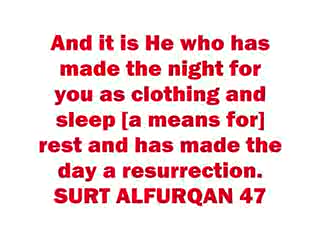 And it is He who has
made the night for
you as clothing and
sleep [a means for]
rest and has made the
day a resurrection.
SURT ALFURQAN 47